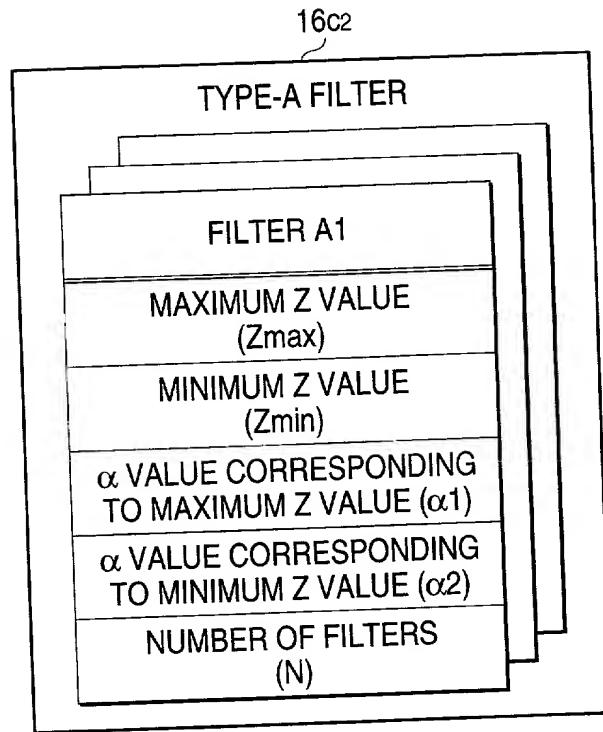 16c2
TYPE-A FILTER
FILTER A1
MAXIMUM Z VALUE
(Zmax)
MINIMUM Z VALUE
(Zmin)
α VALUE CORRESPONDING
TO MAXIMUM Z VALUE (α1)
α VALUE CORRESPONDING
TO MINIMUM Z VALUE (α2)
NUMBER OF FILTERS
(N)